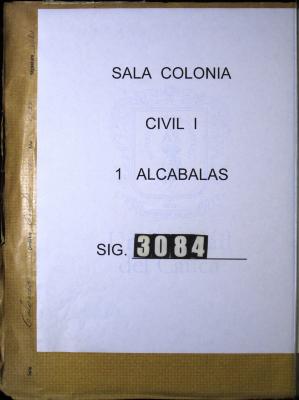 SALA COLONIA
CIVIL I
1 ALCABALAS
SIG. 3084